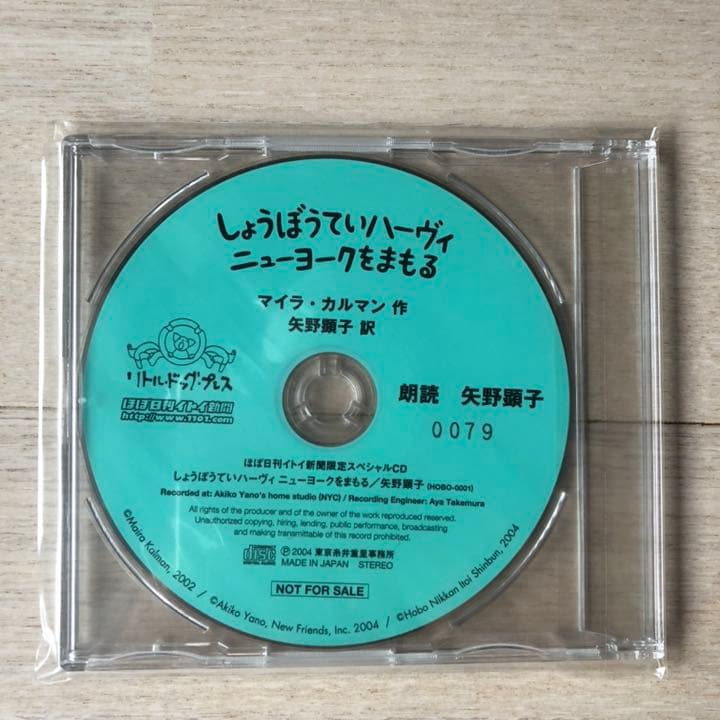 しょうぼうていハーヴィ
ニューヨークをまもる
マイラ・カルマン 作
矢野顕子 訳
リトル・ドッグ・プレス
ほぼ日刊イトイ新聞
http://www.1101.com
朗読 矢野顕子
0079
ほぼ日刊イトイ新聞限定スペシャルCD
しょうぼうていハーヴィ ニューヨークをまもる/矢野顕子 (HOBO-0001)
Recorded at: Akiko Yano's home studio (NYC) / Recording Engineer: Aya Takemura
All rights of the producer and of the owner of the work reproduced reserved.
Unauthorized copying, hiring, lending, public performance, broadcasting
and making transmittable of this record prohibited.
disc
Ⓟ 2004 東京糸井重里事務所
MADE IN JAPAN STEREO
NOT FOR SALE
©Maira Kalman, 2002 / ©Akiko Yano, New Friends, Inc. 2004 / ©Hobo Nikkan Itoi Shinbun, 2004